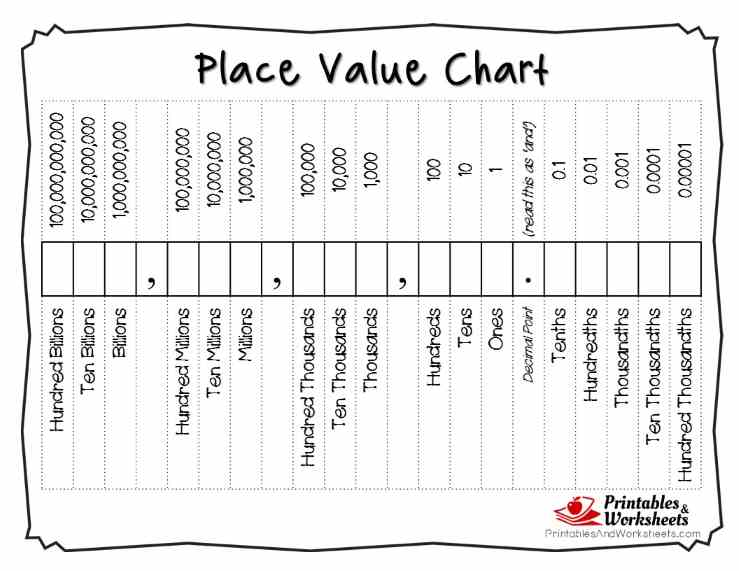 Place Value Chart
100,000,000,000
10,000,000,000
1,000,000,000
100,000,000
10,000,000
1,000,000
100,000
10,000
1,000
100
10
1
(read this as 'and')
0.1
0.01
0.001
0.0001
0.00001
,
,
,
.
Hundred Billions
Ten Billions
Billions
Hundred Millions
Ten Millions
Millions
Hundred Thousands
Ten Thousands
Thousands
Hundreds
Tens
Ones
Decimal Point
Tenths
Hundredths
Thousandths
Ten Thousandths
Hundred Thousandths
Printables &
Worksheets
PrintablesAndWorksheets.com